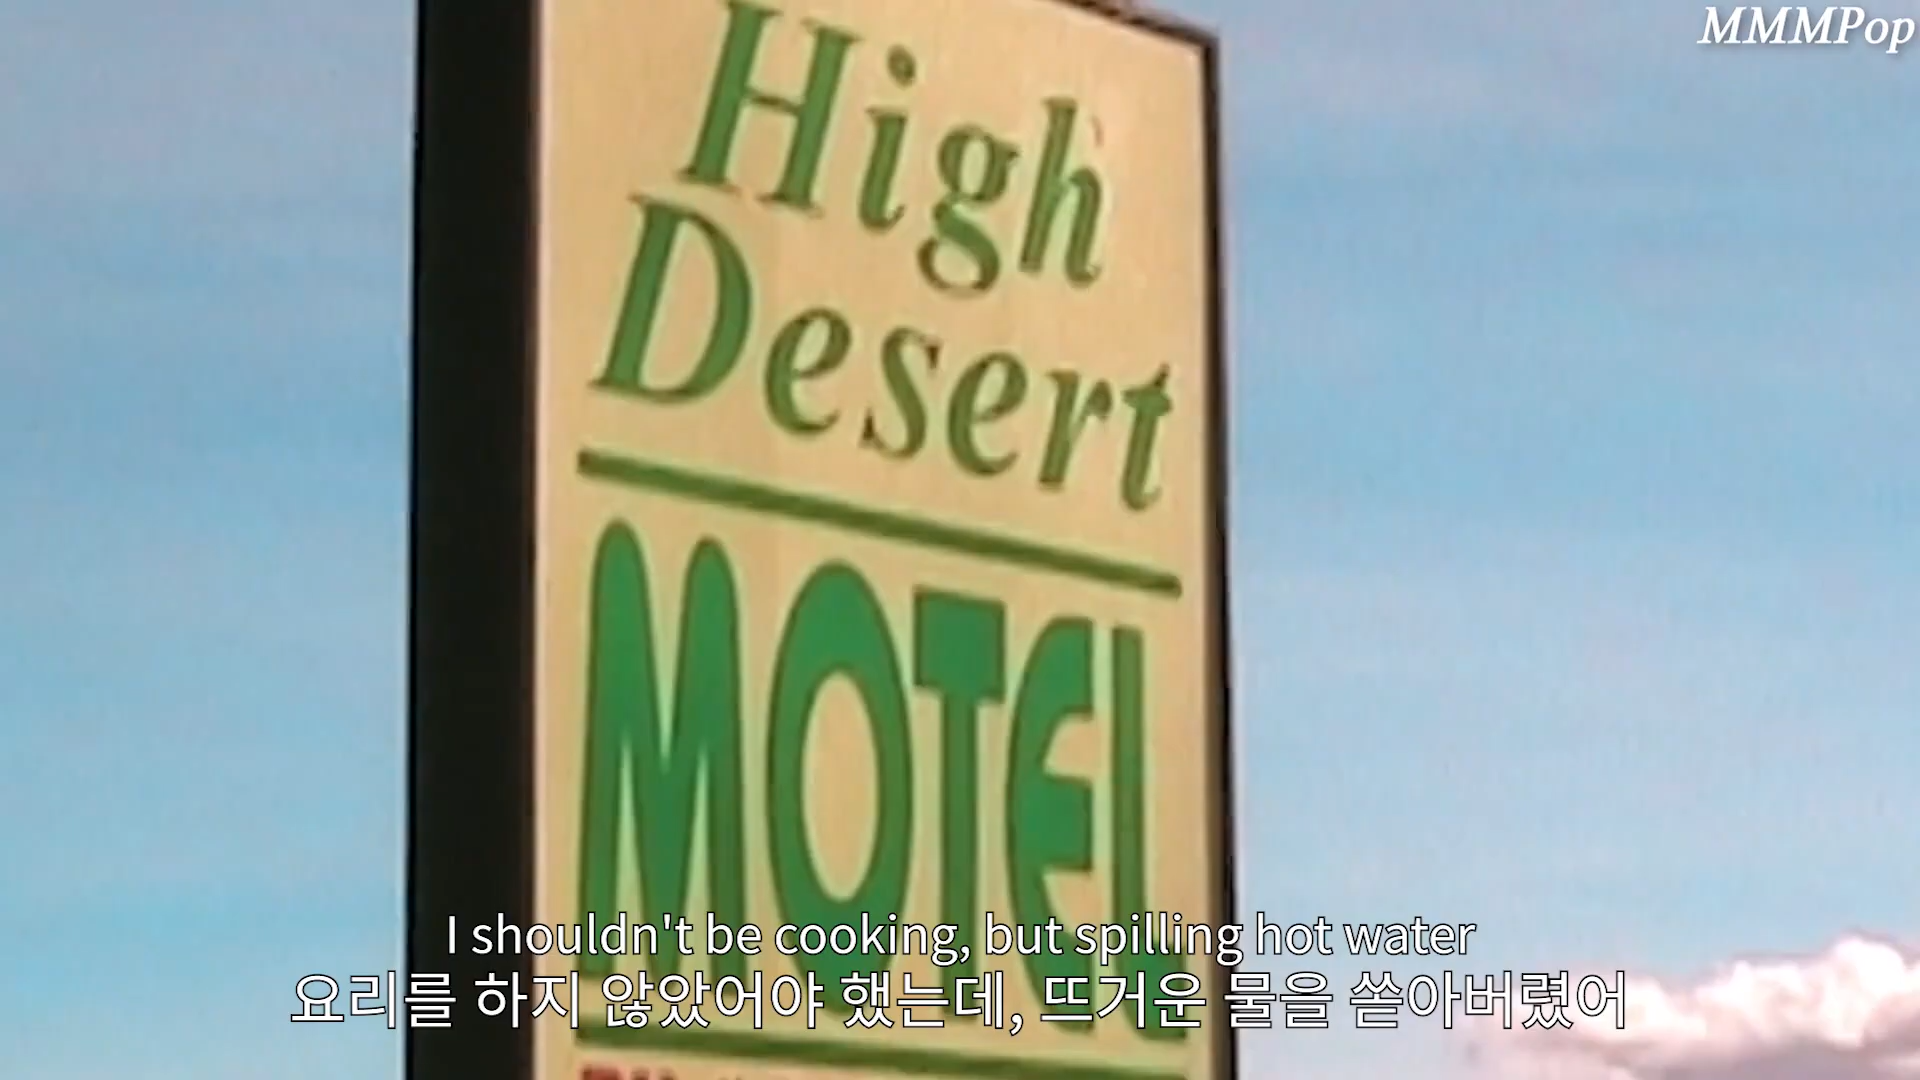 MMMPop
High
Desert
MOTEL
I shouldn't be cooking, but spilling hot water
요리를 하지 않았어야 했는데, 뜨거운 물을 쏟아버렸어